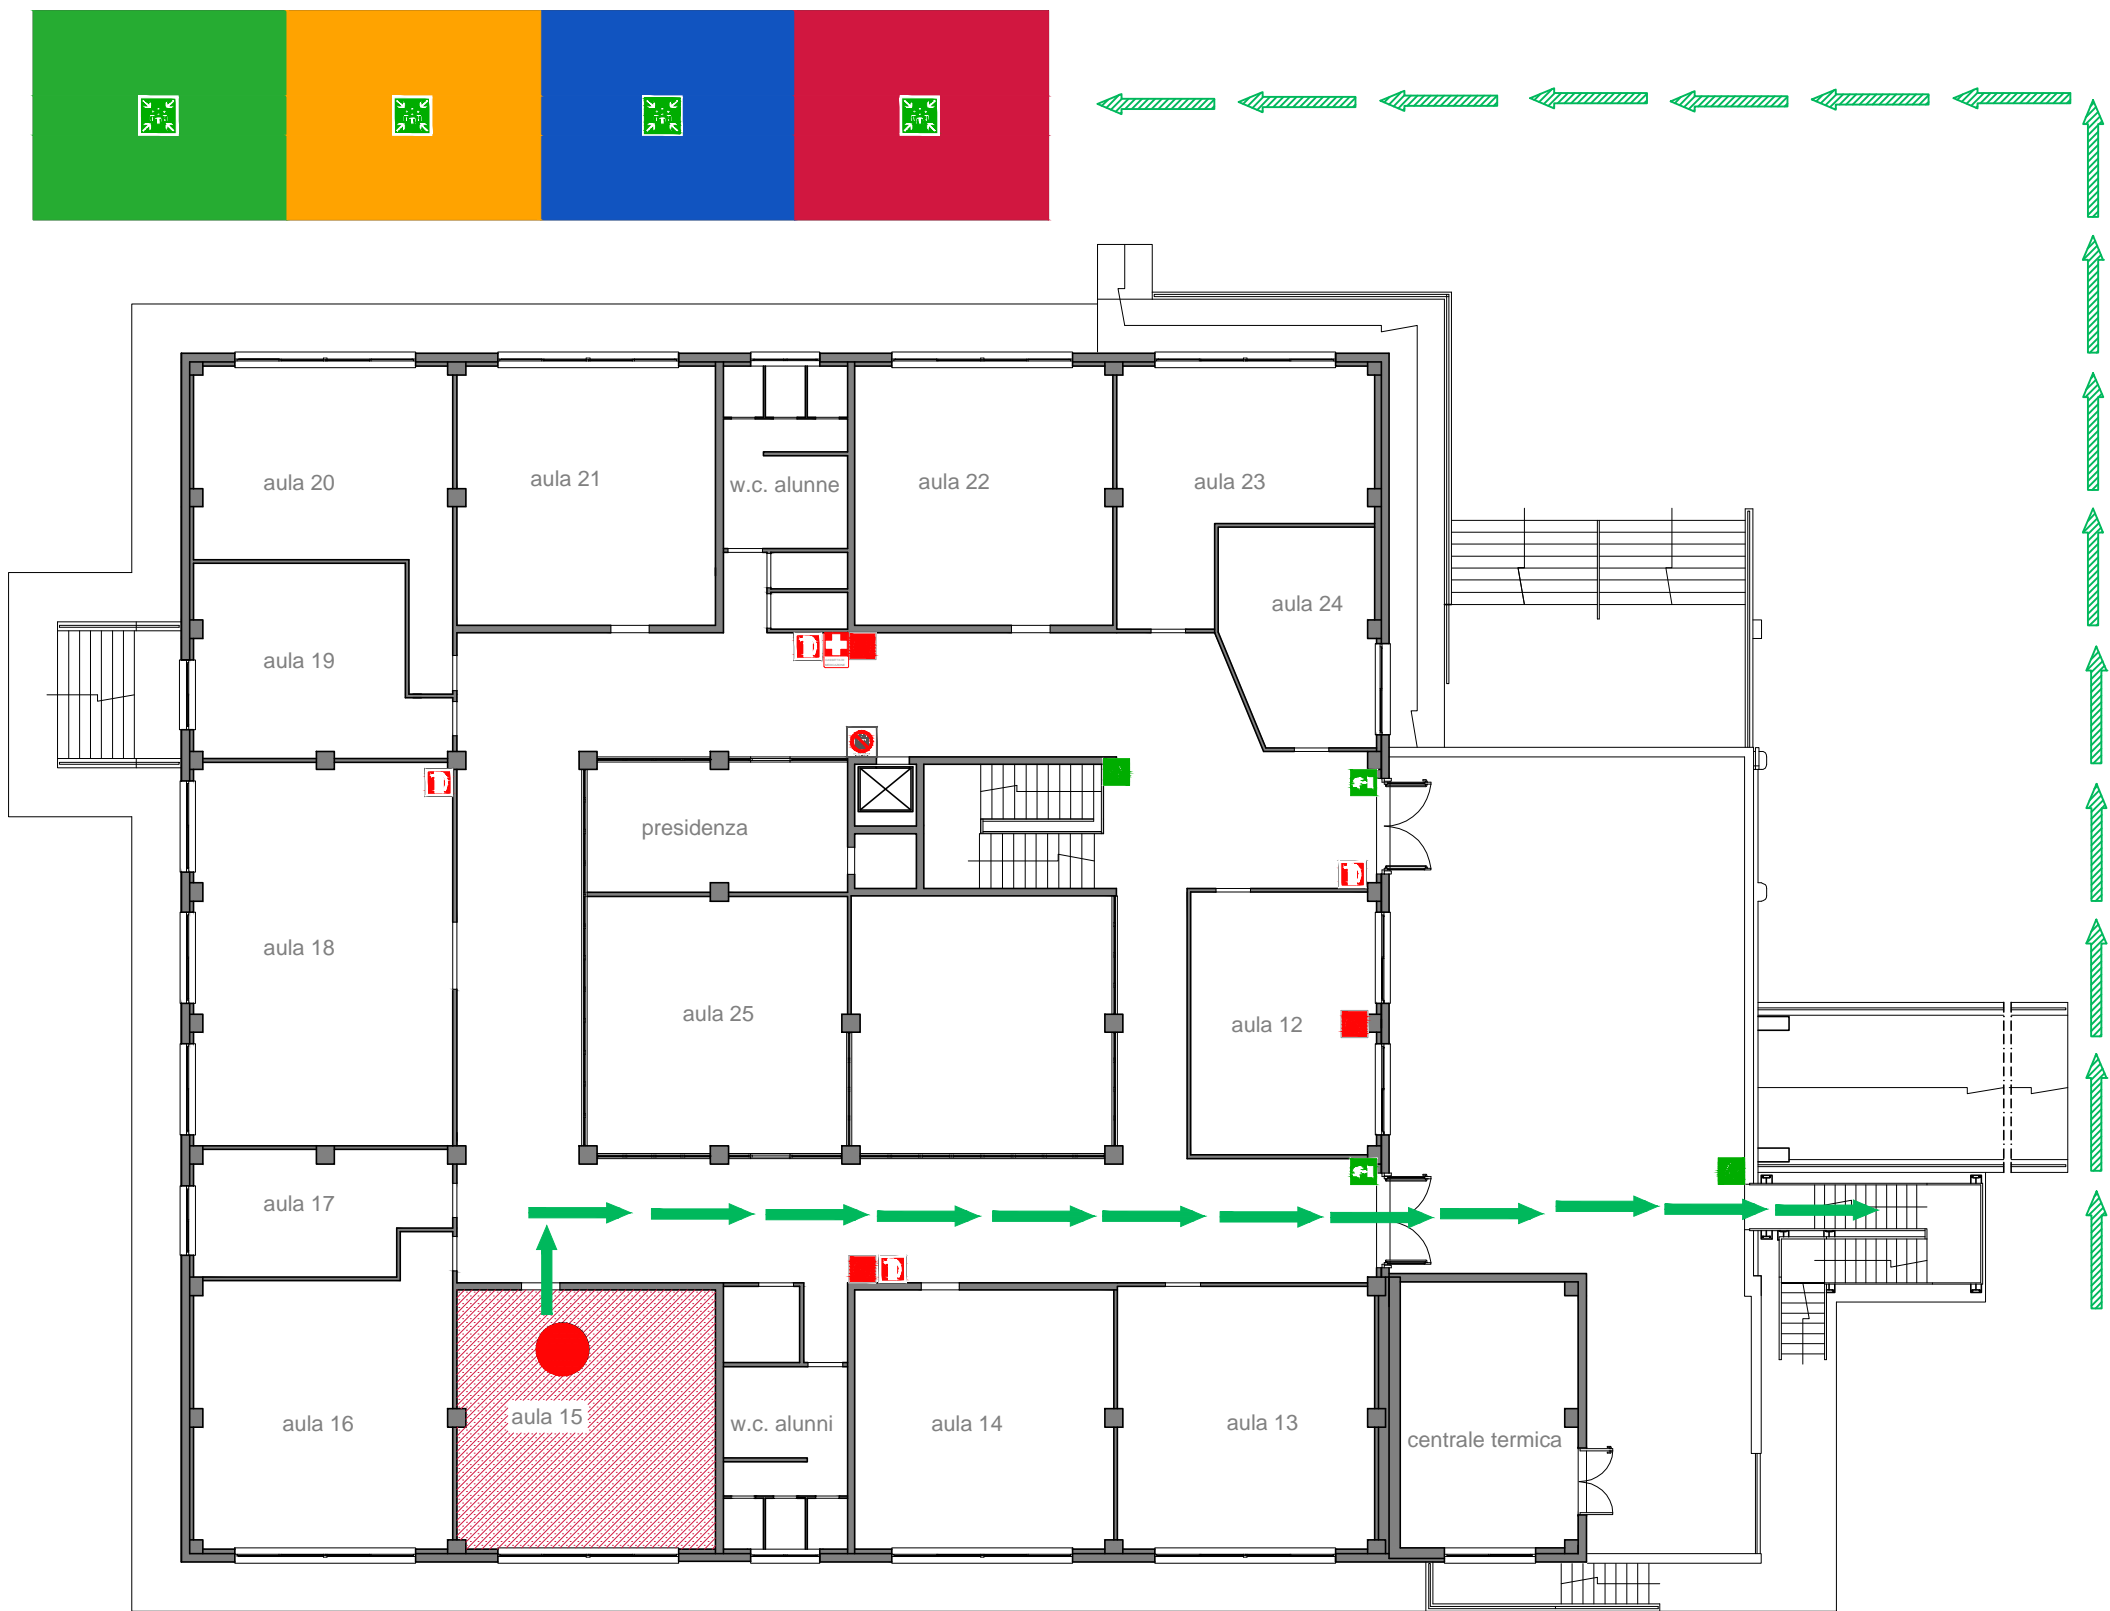 aula 20
aula 21
w.c. alunne
aula 22
aula 23
aula 24
aula 19
presidenza
aula 18
aula 25
aula 12
aula 17
aula 16
aula 15
w.c. alunni
aula 14
aula 13
centrale termica